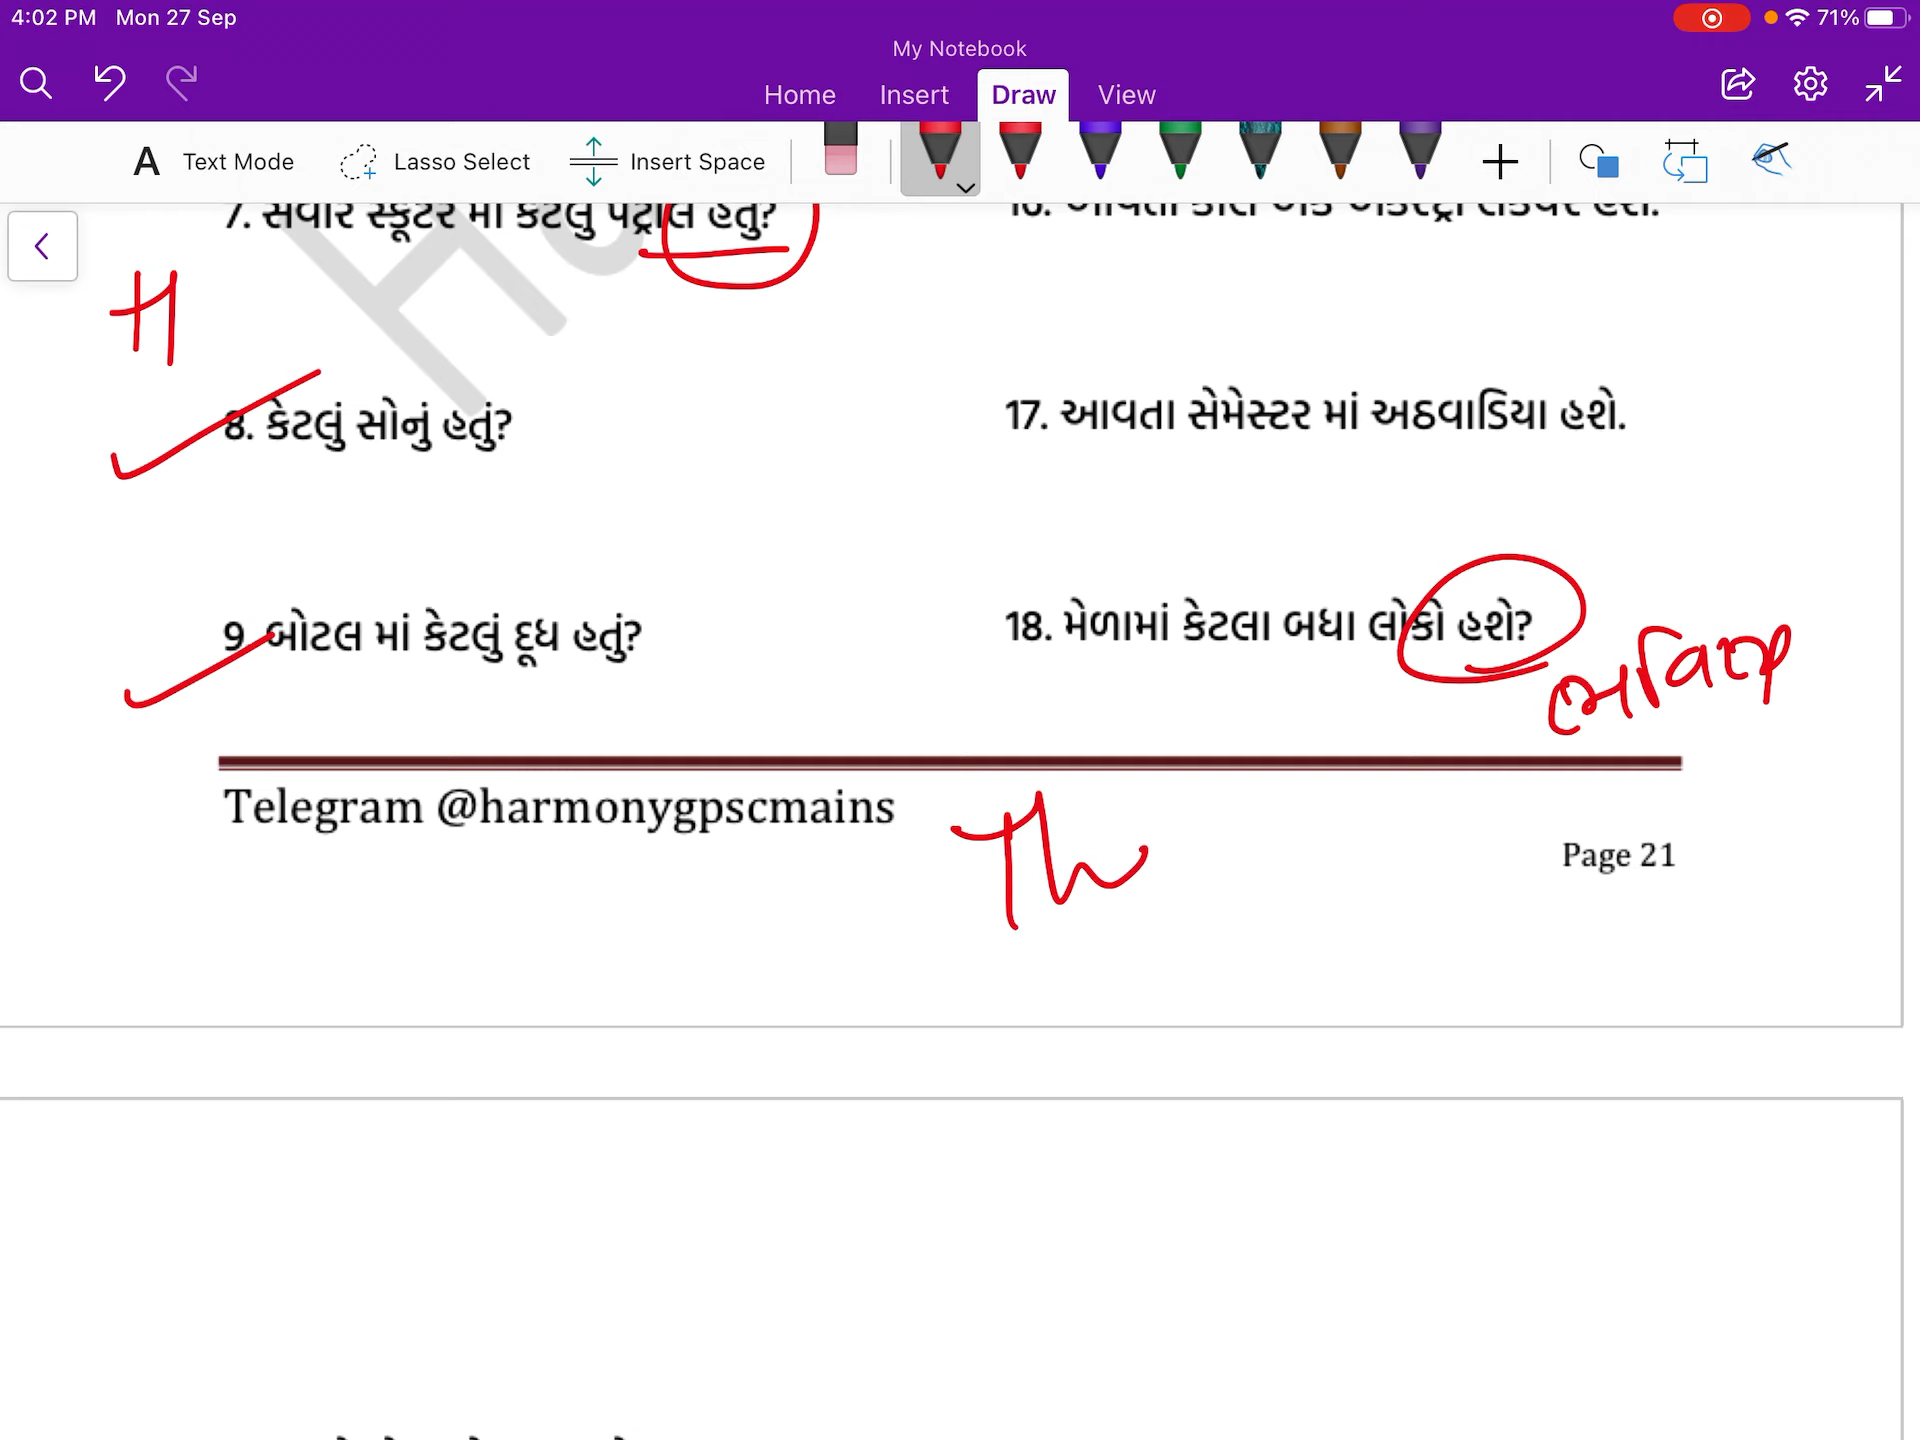 4:02 PM Mon 27 Sep
71%
My Notebook
Home Insert Draw View
A Text Mode Lasso Select Insert Space
7. સવારે સ્કૂટર માં કેટલું પેટ્રોલ હતું?
H
8. કેટલું સોનું હતું?
9. બોટલ માં કેટલું દૂધ હતું?
17. આવતા સેમેસ્ટર માં અઠવાડિયા હશે.
18. મેળામાં કેટલા બધા લોકો હશે?
Telegram @harmonygpscmains
Th
Page 21